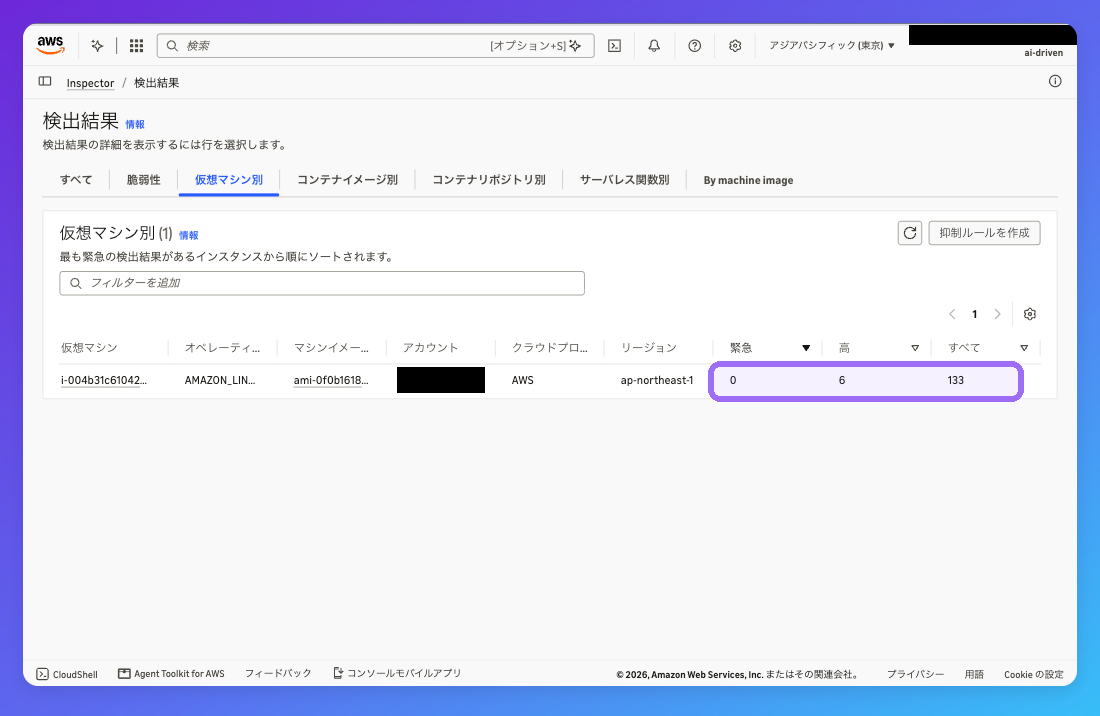 aws
検索 [オプション+S] アジアパシフィック (東京) ▼
ai-driven
Inspector / 検出結果
検出結果 情報
検出結果の詳細を表示するには行を選択します。
すべて 脆弱性 仮想マシン別 コンテナイメージ別 コンテナリポジトリ別 サーバレス関数別 By machine image
仮想マシン別 (1) 情報 抑制ルールを作成
最も緊急の検出結果があるインスタンスから順にソートされます。
フィルターを追加
1
仮想マシン オペレーティ... マシンイメー... アカウント クラウドプロ... リージョン 緊急 高 すべて
i-004b31c61042... AMAZON_LIN... ami-0f0b1618... AWS ap-northeast-1 0 6 133
CloudShell Agent Toolkit for AWS フィードバック コンソールモバイルアプリ © 2026, Amazon Web Services, Inc. またはその関連会社。 プライバシー 用語 Cookie の設定